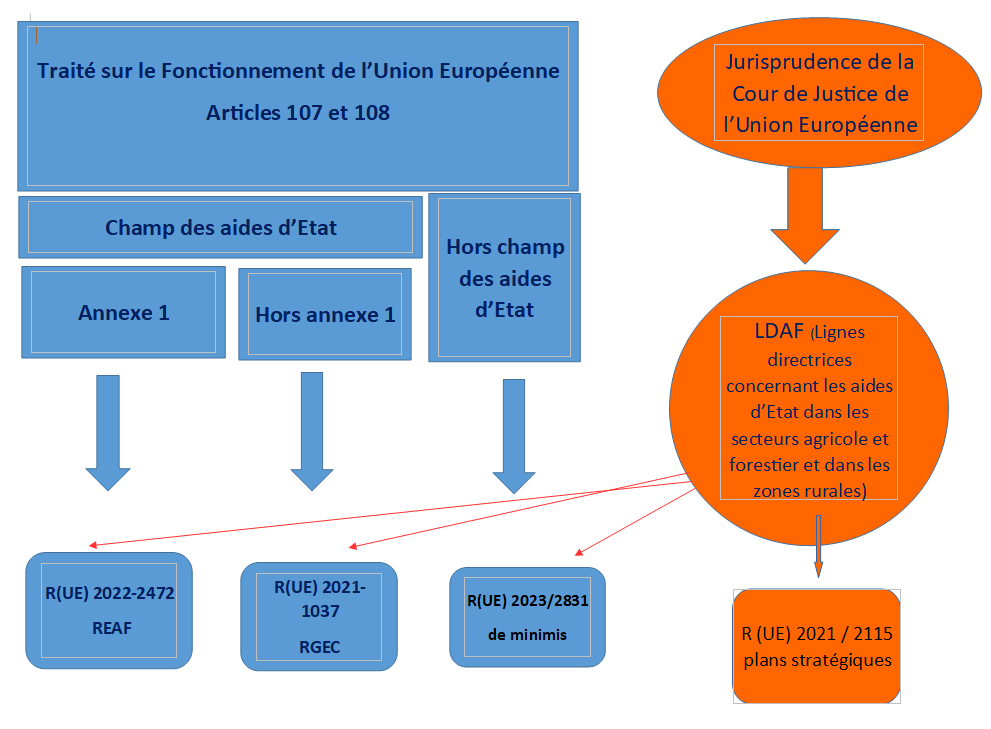 Traité sur le Fonctionnement de l’Union Européenne
Articles 107 et 108
Champ des aides d’Etat
Hors champ
des aides
d’Etat
Annexe 1
Hors annexe 1
R(UE) 2022-2472
REAF
R(UE) 2021-
1037
RGEC
R(UE) 2023/2831
de minimis
Jurisprudence de la
Cour de Justice de
l’Union Européenne
LDAF (Lignes
directrices
concernant les aides
d’Etat dans les
secteurs agricole et
forestier et dans les
zones rurales)
R (UE) 2021 / 2115
plans stratégiques